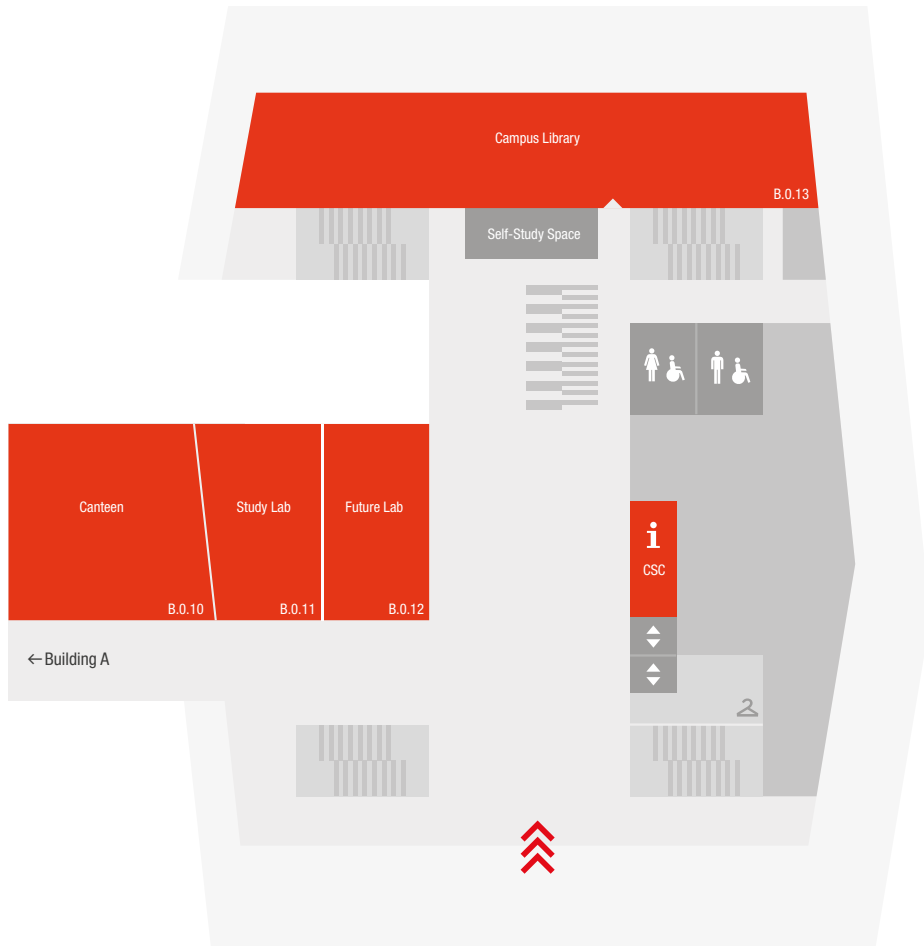 Campus Library
B.0.13
Self-Study Space
Canteen
B.0.10
Study Lab
B.0.11
Future Lab
B.0.12
i
CSC
←Building A